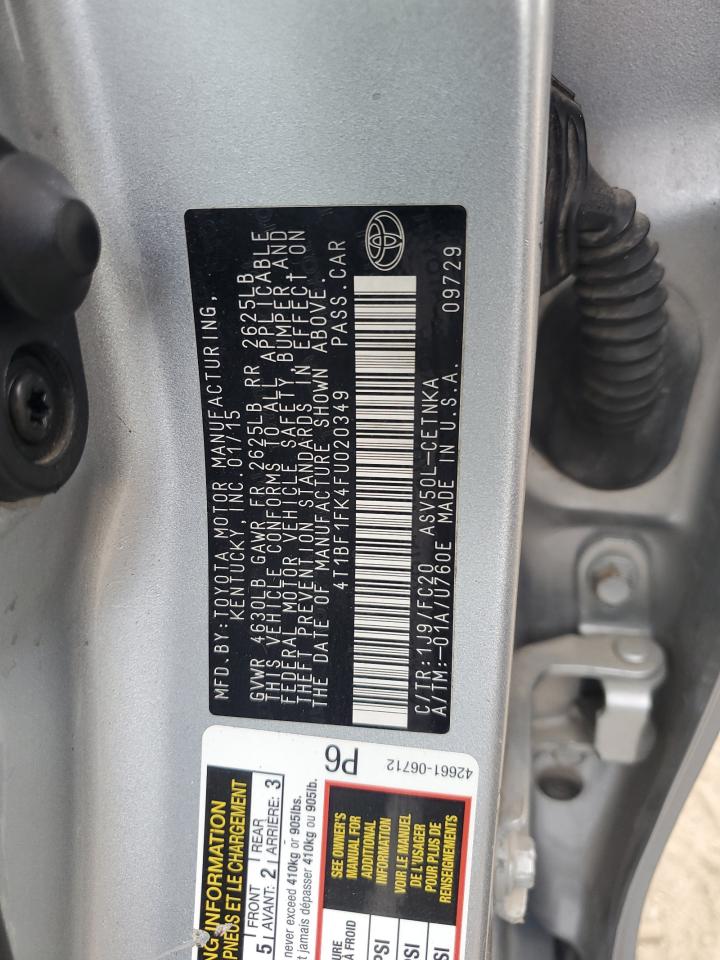 MFD.BY: TOYOTA MOTOR MANUFACTURING,
KENTUCKY, INC. 01/15
GVWR 4630LB GAWR FR 2625LB RR 2625LB
THIS VEHICLE CONFORMS TO ALL APPLICABLE
FEDERAL MOTOR VEHICLE SAFETY, BUMPER, AND
THEFT PREVENTION STANDARDS IN EFFECT ON
THE DATE OF MANUFACTURE SHOWN ABOVE.
4T1BF1FK4FU020349 PASS.CAR
C/TR:1J9/FC20 ASV50L-CETNKA
A/TM:-01A/U760E MADE IN U.S.A. 09729
NG INFORMATION
PNEUS ET LE CHARGEMENT
5 FRONT 2 REAR 3
AVANT: ARRIÈRE:
never exceed 410kg or 905lbs.
t jamais dépasser 410kg ou 905lb.
P6
42661-06712
SEE OWNER'S
MANUAL FOR
ADDITIONAL
INFORMATION
VOIR LE MANUEL
DE L'USAGER
POUR PLUS DE
RENSEIGNEMENTS
URE
À FROID
PSI
PSI
PSI